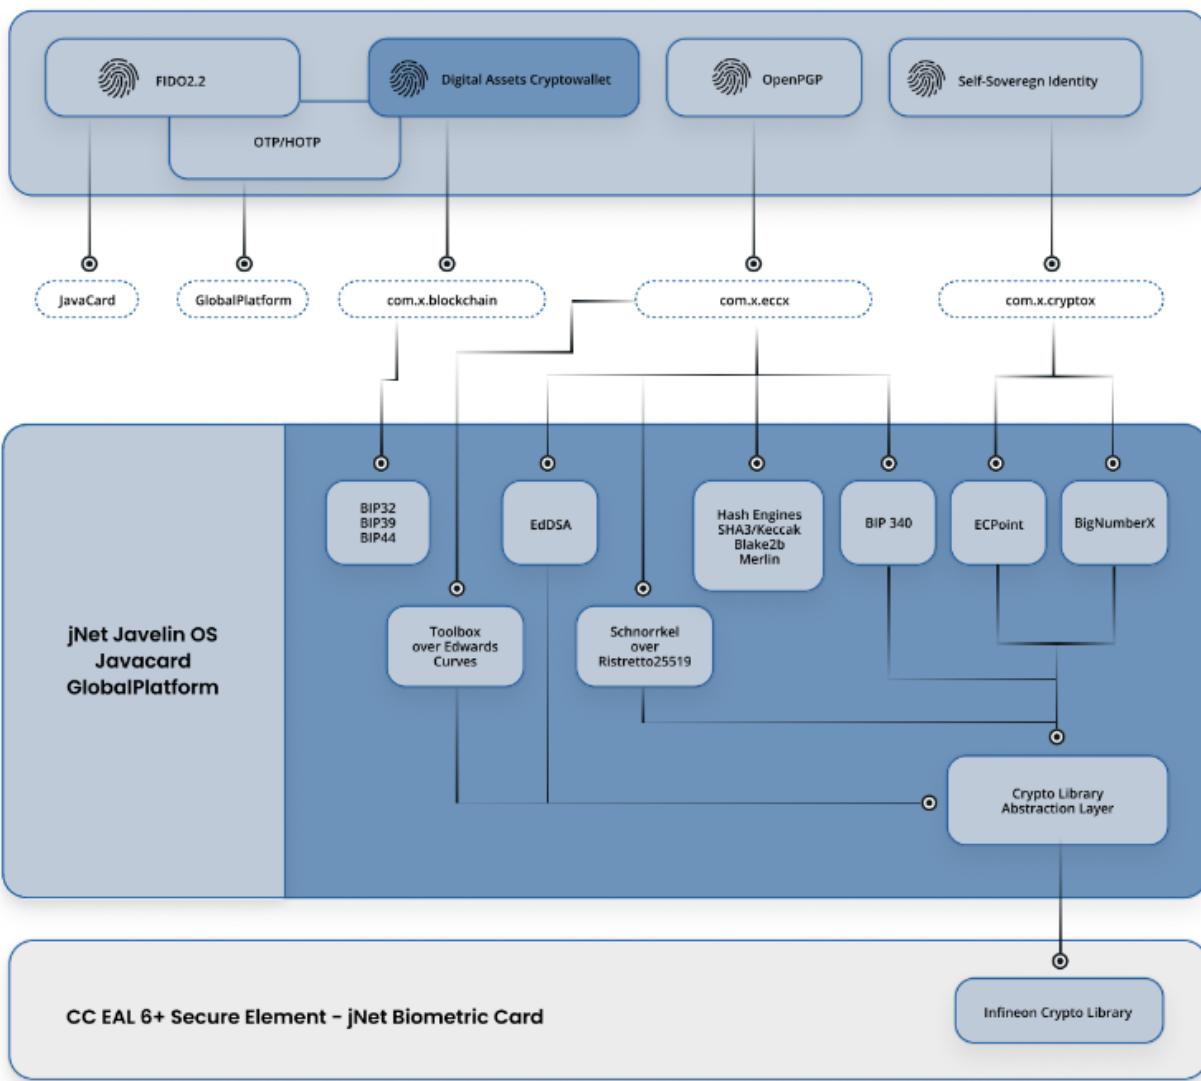 FIDO2.2
Digital Assets Cryptowallet
OpenPGP
Self-Soveregn Identity
OTP/HOTP
JavaCard
GlobalPlatform
com.x.blockchain
com.x.eccx
com.x.cryptox
BIP32
BIP39
BIP44
EdDSA
Hash Engines
SHA3/Keccak
Blake2b
Merlin
BIP 340
ECPoint
BigNumberX
Toolbox
over Edwards
Curves
Schnorrkel
over
Ristretto25519
jNet Javelin OS
Javacard
GlobalPlatform
Crypto Library
Abstraction Layer
CC EAL 6+ Secure Element - jNet Biometric Card
Infineon Crypto Library